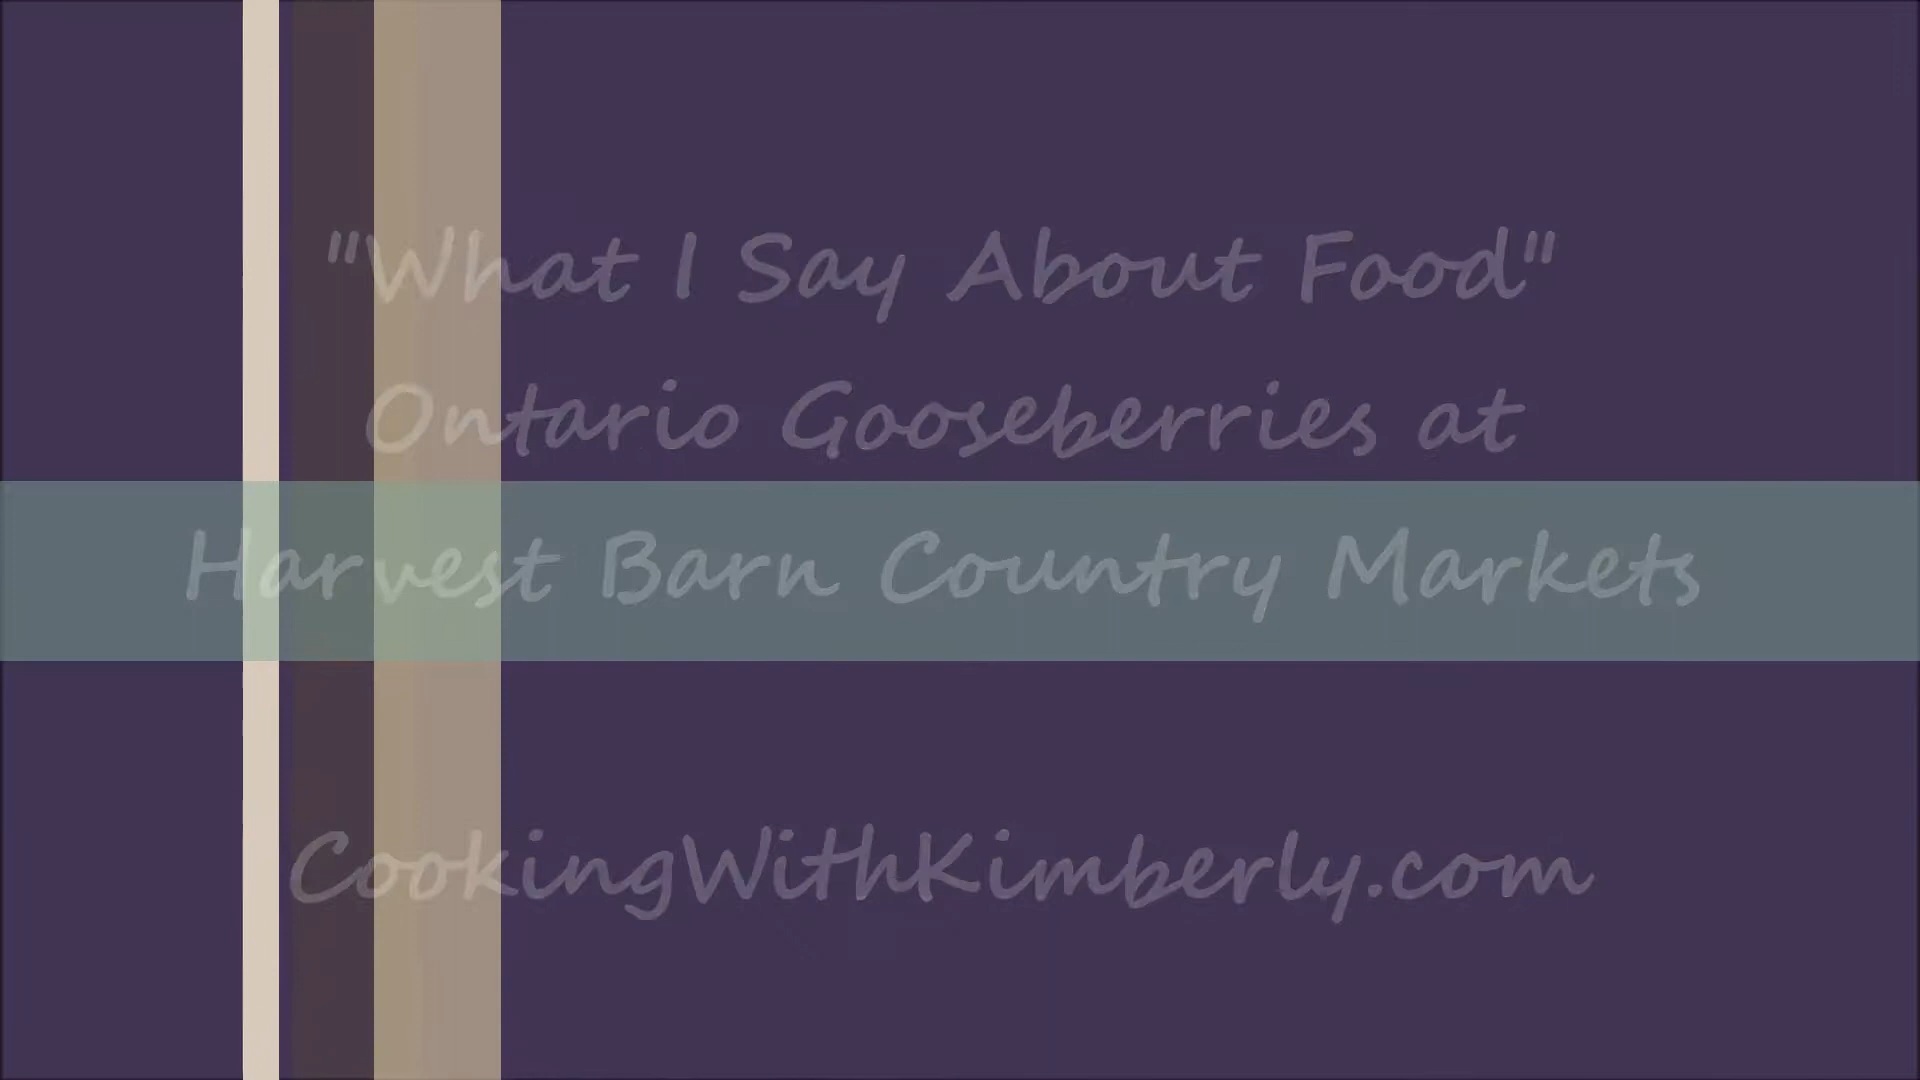 "What I Say About Food"
Ontario Gooseberries at
Harvest Barn Country Markets
CookingWithKimberly.com